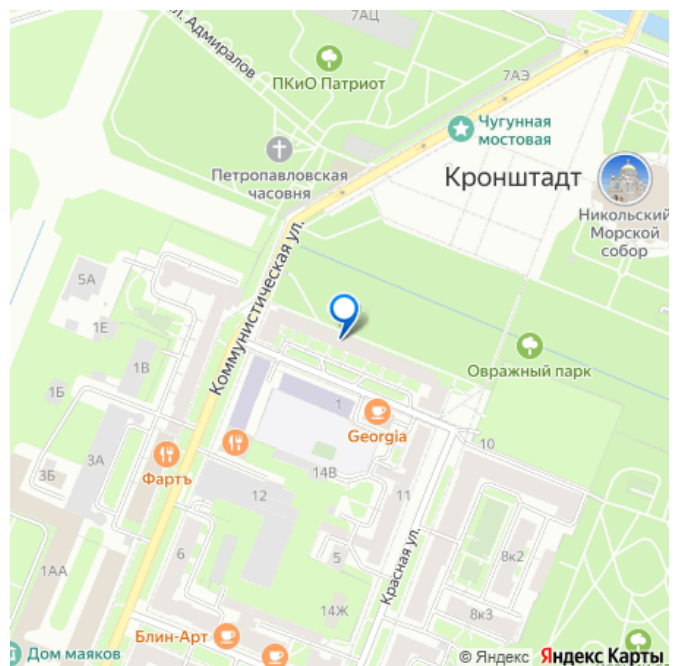 7АЦ
ул. Адмиралов
7АЭ
ПКиО Патриот
Чугунная
мостовая
Петропавловская
часовня
Кронштадт
Никольский
Морской
собор
Коммунистическая ул.
5А
1Е
1В
1Б
Овражный парк
1
Georgia
10
3А
3Б
Фартъ
14В
12
11
8к2
1АА
6
5
Красная ул.
14Ж
8к3
Блин-Арт
Дом маяков
© Яндекс Яндекс Карты